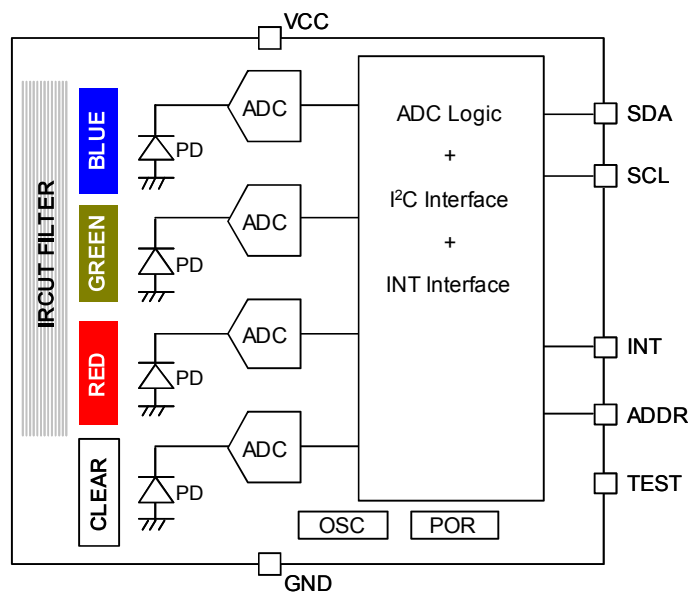 VCC
IRCUT FILTER
BLUE
PD
ADC
GREEN
PD
ADC
RED
PD
ADC
CLEAR
PD
ADC
ADC Logic
+
I²C Interface
+
INT Interface
SDA
SCL
INT
ADDR
TEST
OSC
POR
GND